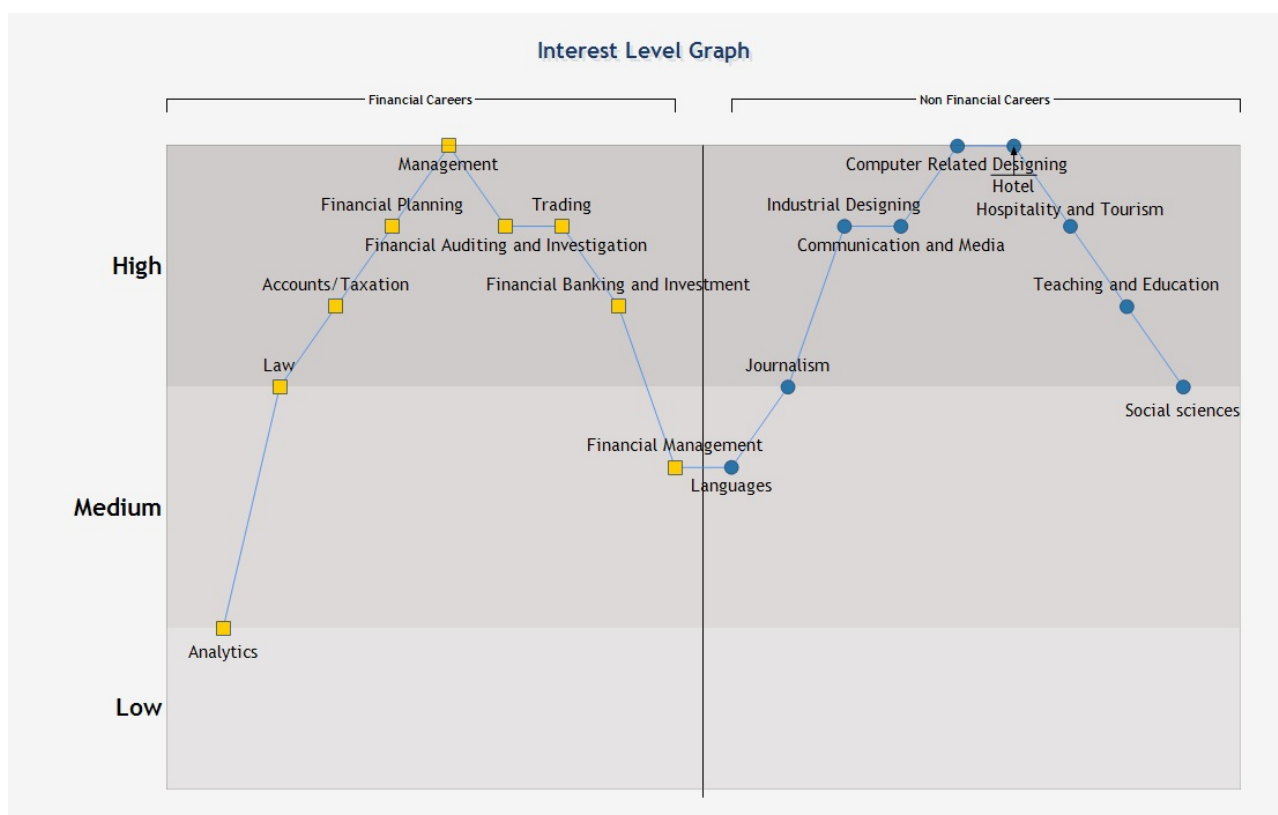 Interest Level Graph
Financial Careers
Non Financial Careers
Management
Computer Related Designing
Hotel
Financial Planning
Trading
Industrial Designing
Hospitality and Tourism
Financial Auditing and Investigation
Communication and Media
High
Accounts/Taxation
Financial Banking and Investment
Teaching and Education
Law
Journalism
Social sciences
Financial Management
Languages
Medium
Analytics
Low